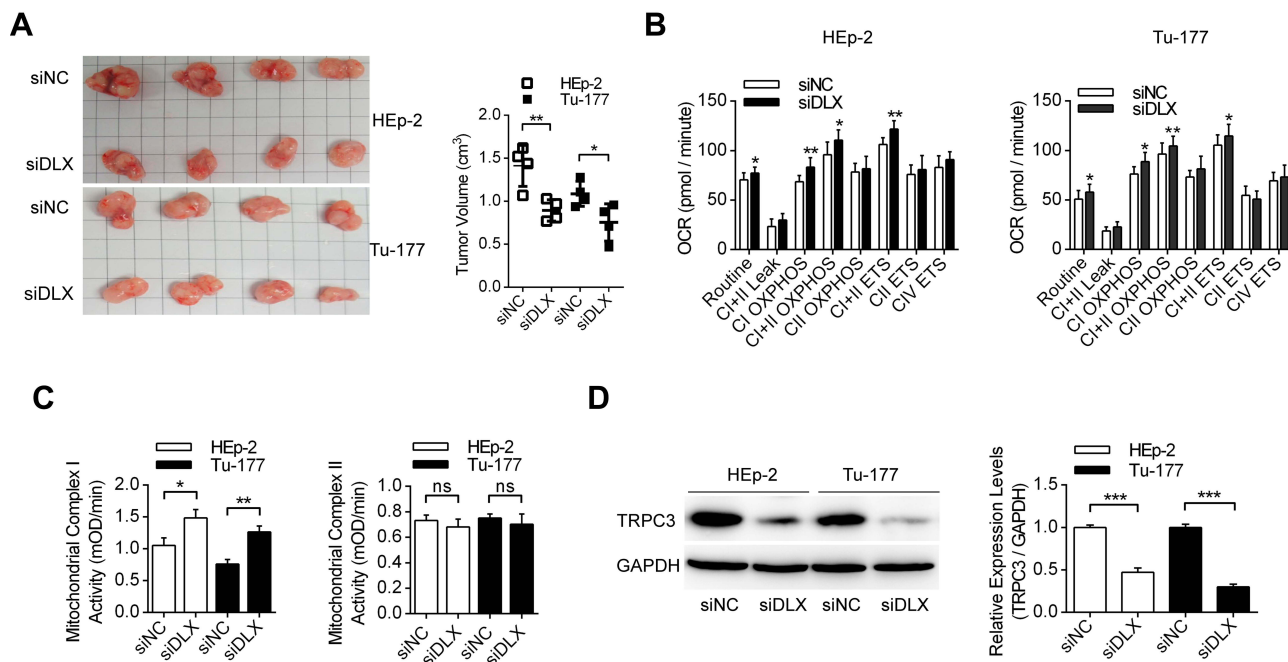 A
siNC
HEp-2
siDLX
siNC
Tu-177
siDLX
HEp-2
Tu-177
Tumor Volume (cm3)
2.0
1.5
1.0
0.5
0.0
**
*
siNC
siDLX
siNC
siDLX
B
HEp-2
siNC
siDLX
OCR (pmol / minute)
150
100
50
0
*
**
*
**
Routine
CI+II Leak
CI OXPHOS
CI+II OXPHOS
CII OXPHOS
CI+II ETS
CII ETS
CIV ETS
Tu-177
siNC
siDLX
OCR (pmol / minute)
150
100
50
0
*
*
**
*
Routine
CI+II Leak
CI OXPHOS
CI+II OXPHOS
CII OXPHOS
CI+II ETS
CII ETS
CIV ETS
C
HEp-2
Tu-177
Mitochondrial Complex I
Activity (mOD/min)
2.0
1.5
1.0
0.5
0.0
*
**
siNC
siDLX
siNC
siDLX
HEp-2
Tu-177
Mitochondrial Complex II
Activity (mOD/min)
1.0
0.8
0.6
0.4
0.2
0.0
ns
ns
siNC
siDLX
siNC
siDLX
D
HEp-2 Tu-177
TRPC3
GAPDH
siNC siDLX siNC siDLX
HEp-2
Tu-177
Relative Expression Levels
(TRPC3 / GAPDH)
1.5
1.0
0.5
0.0
***
***
siNC
siDLX
siNC
siDLX